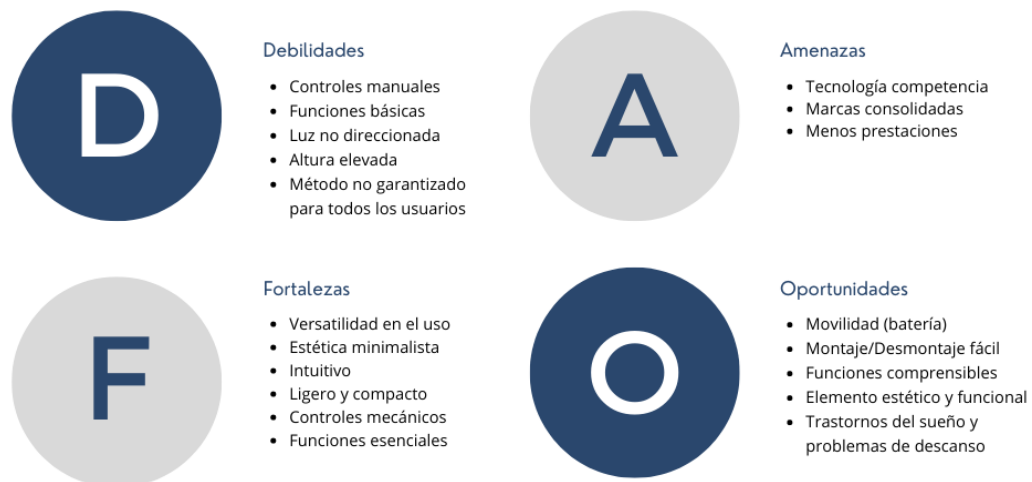 D
Debilidades
Controles manuales
Funciones básicas
Luz no direccionada
Altura elevada
Método no garantizado
para todos los usuarios
A
Amenazas
Tecnología competencia
Marcas consolidadas
Menos prestaciones
F
Fortalezas
Versatilidad en el uso
Estética minimalista
Intuitivo
Ligero y compacto
Controles mecánicos
Funciones esenciales
O
Oportunidades
Movilidad (batería)
Montaje/Desmontaje fácil
Funciones comprensibles
Elemento estético y funcional
Trastornos del sueño y
problemas de descanso